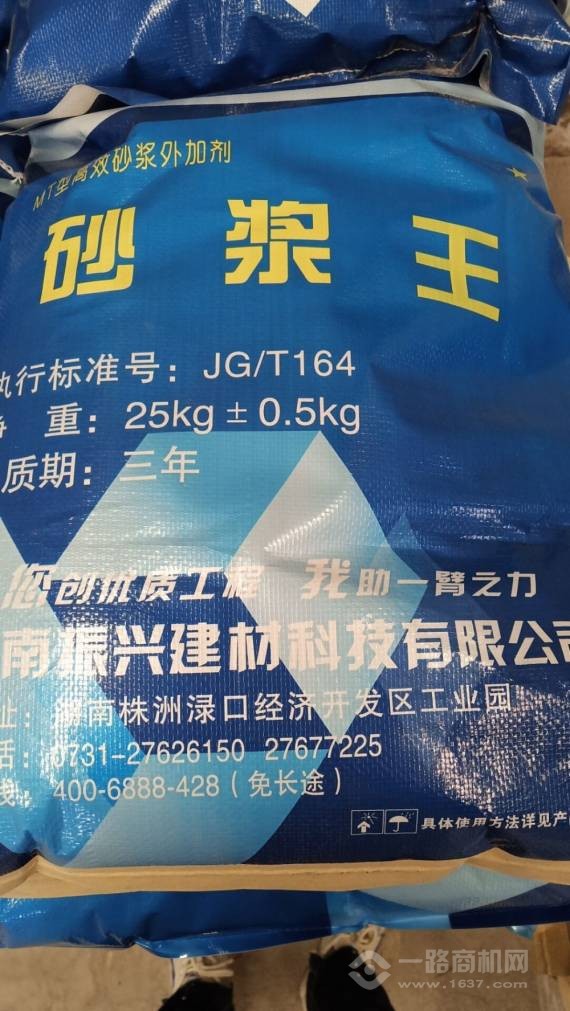 MT型高效砂浆外加剂
砂浆王
执行标准号：JG/T164
净 重：25kg±0.5kg
质期：三年
您创优质工程 我助一臂之力
南振兴建材科技有限公司
址：湖南株洲渌口经济开发区工业园
话：0731-27626150 27677225
线：400-6888-428（免长途）
具体使用方法详见产
一路商机网
www.1637.com